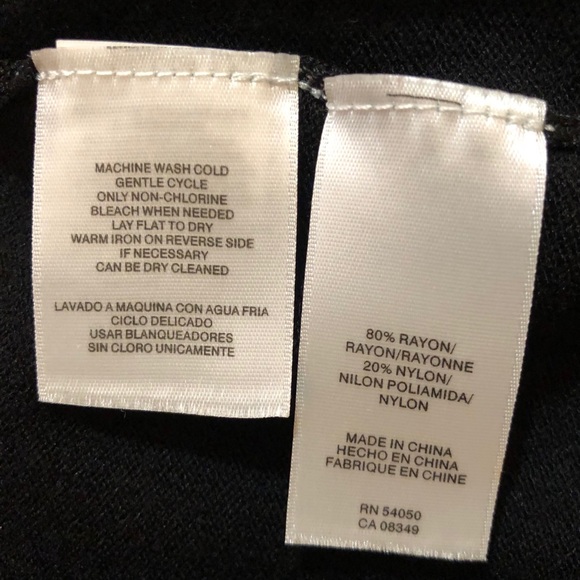 MACHINE WASH COLD
GENTLE CYCLE
ONLY NON-CHLORINE
BLEACH WHEN NEEDED
LAY FLAT TO DRY
WARM IRON ON REVERSE SIDE
IF NECESSARY
CAN BE DRY CLEANED
LAVADO A MAQUINA CON AGUA FRIA
CICLO DELICADO
USAR BLANQUEADORES
SIN CLORO UNICAMENTE
80% RAYON/
RAYON/RAYONNE
20% NYLON/
NILON POLIAMIDA/
NYLON
MADE IN CHINA
HECHO EN CHINA
FABRIQUE EN CHINE
RN 54050
CA 08349